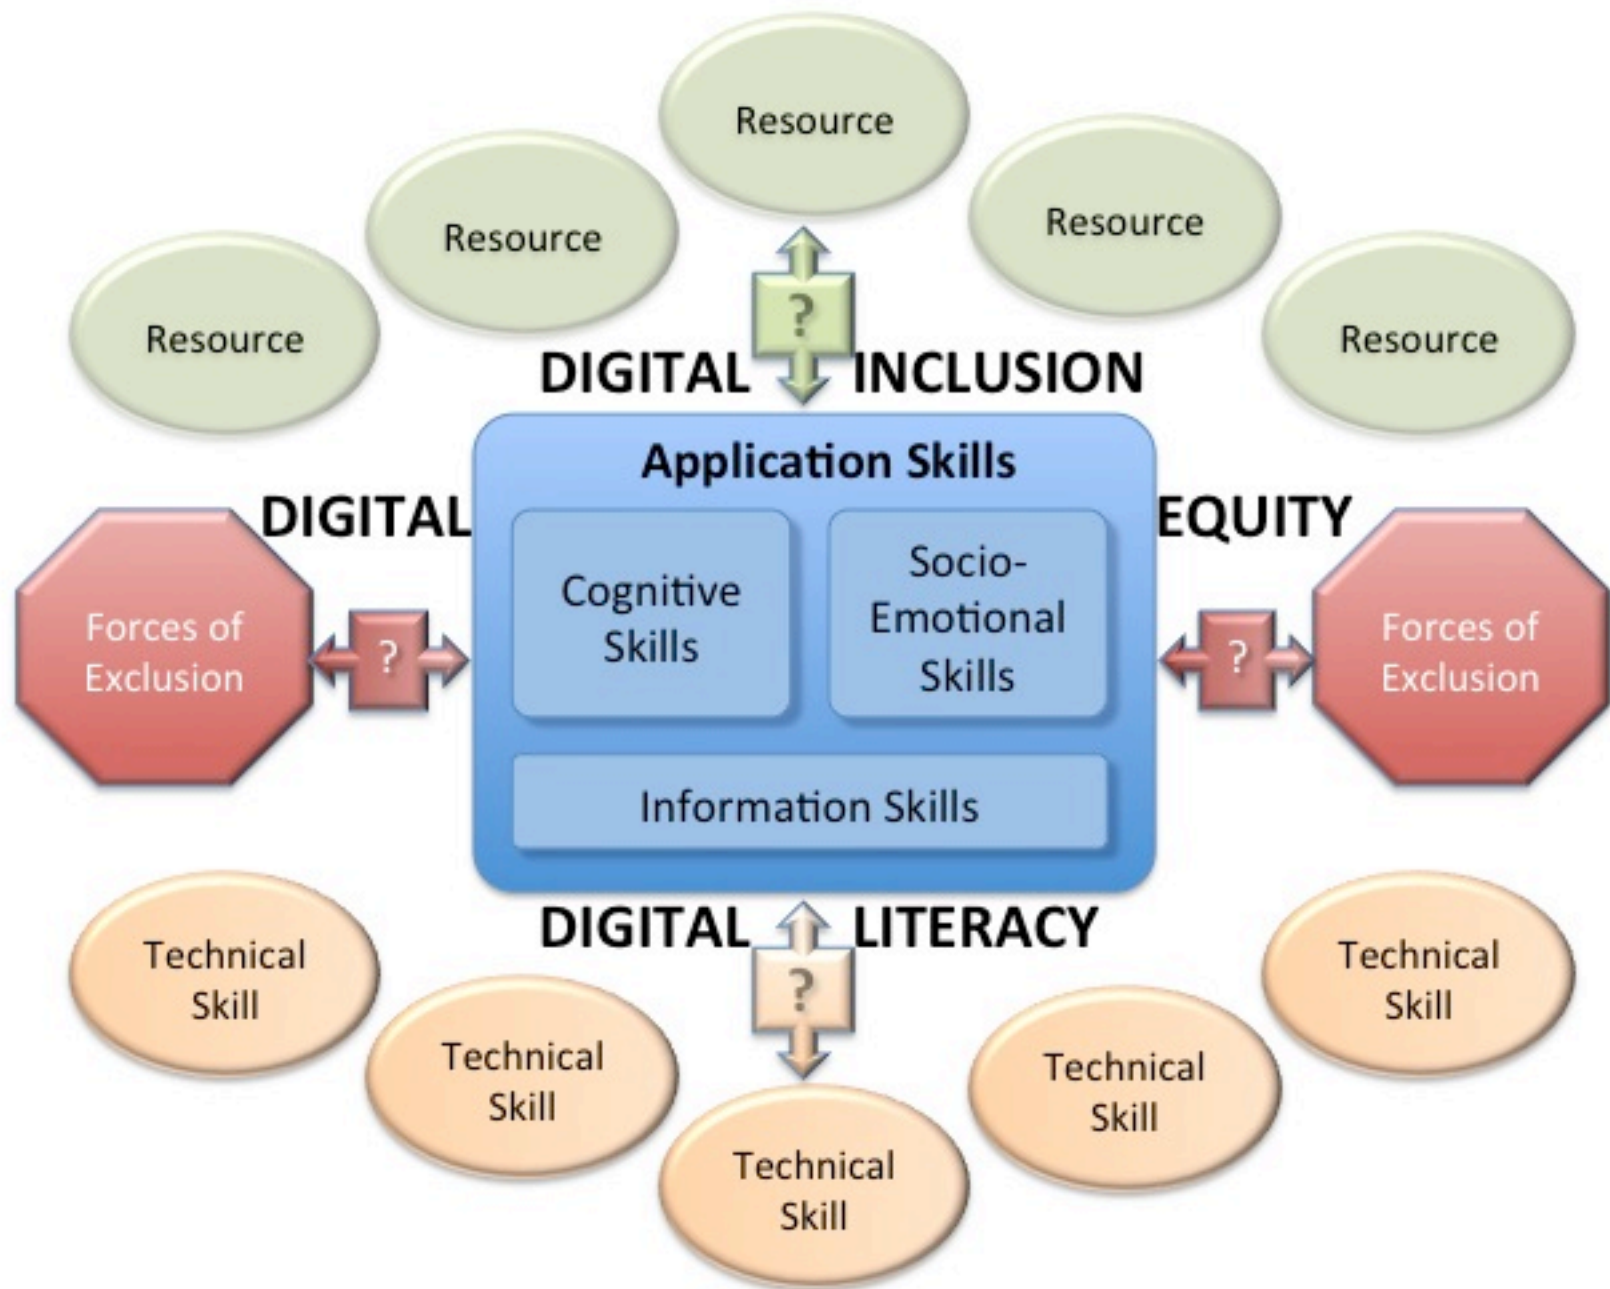 Resource
Resource
Resource
Resource
Resource
?
DIGITAL INCLUSION
Application Skills
DIGITAL EQUITY
Cognitive
Skills
Socio-
Emotional
Skills
Forces of
Exclusion
?
?
Forces of
Exclusion
Information Skills
DIGITAL LITERACY
?
Technical
Skill
Technical
Skill
Technical
Skill
Technical
Skill
Technical
Skill